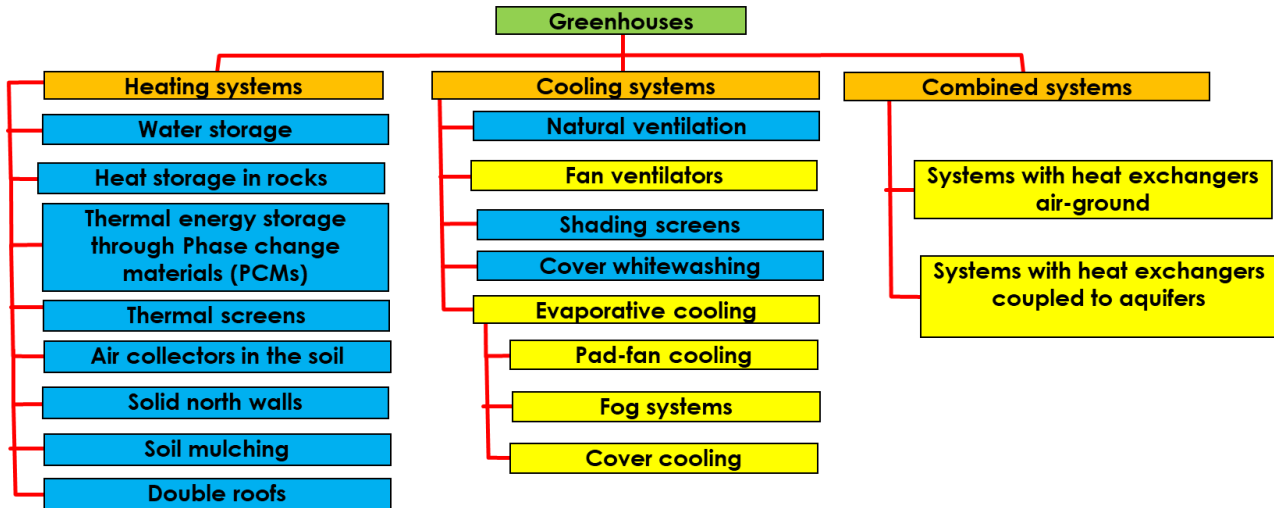 Greenhouses
Heating systems
Water storage
Heat storage in rocks
Thermal energy storage
through Phase change
materials (PCMs)
Thermal screens
Air collectors in the soil
Solid north walls
Soil mulching
Double roofs
Cooling systems
Natural ventilation
Fan ventilators
Shading screens
Cover whitewashing
Evaporative cooling
Pad-fan cooling
Fog systems
Cover cooling
Combined systems
Systems with heat exchangers
air-ground
Systems with heat exchangers
coupled to aquifers